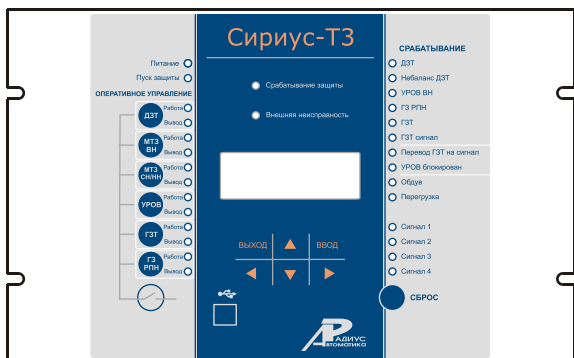 Сириус-Т3
Питание
Пуск защиты
ОПЕРАТИВНОЕ УПРАВЛЕНИЕ
ДЗТ
Работа
Вывод
МТЗ
ВН
Работа
Вывод
МТЗ
СН/НН
Работа
Вывод
УРОВ
Работа
Вывод
ГЗТ
Работа
Вывод
ГЗ
РПН
Работа
Вывод
Срабатывание защиты
Внешняя неисправность
ВЫХОД
ВВОД
РАДИУС
Автоматика
СРАБАТЫВАНИЕ
ДЗТ
Небаланс ДЗТ
УРОВ ВН
ГЗ РПН
ГЗТ
ГЗТ сигнал
Перевод ГЗТ на сигнал
УРОВ блокирован
Обдув
Перегрузка
Сигнал 1
Сигнал 2
Сигнал 3
Сигнал 4
СБРОС